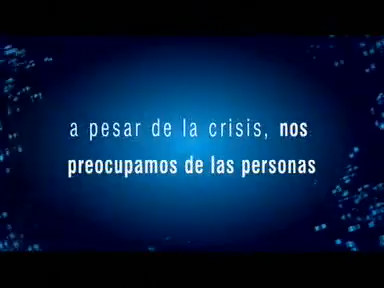 a pesar de la crisis, nos
preocupamos de las personas